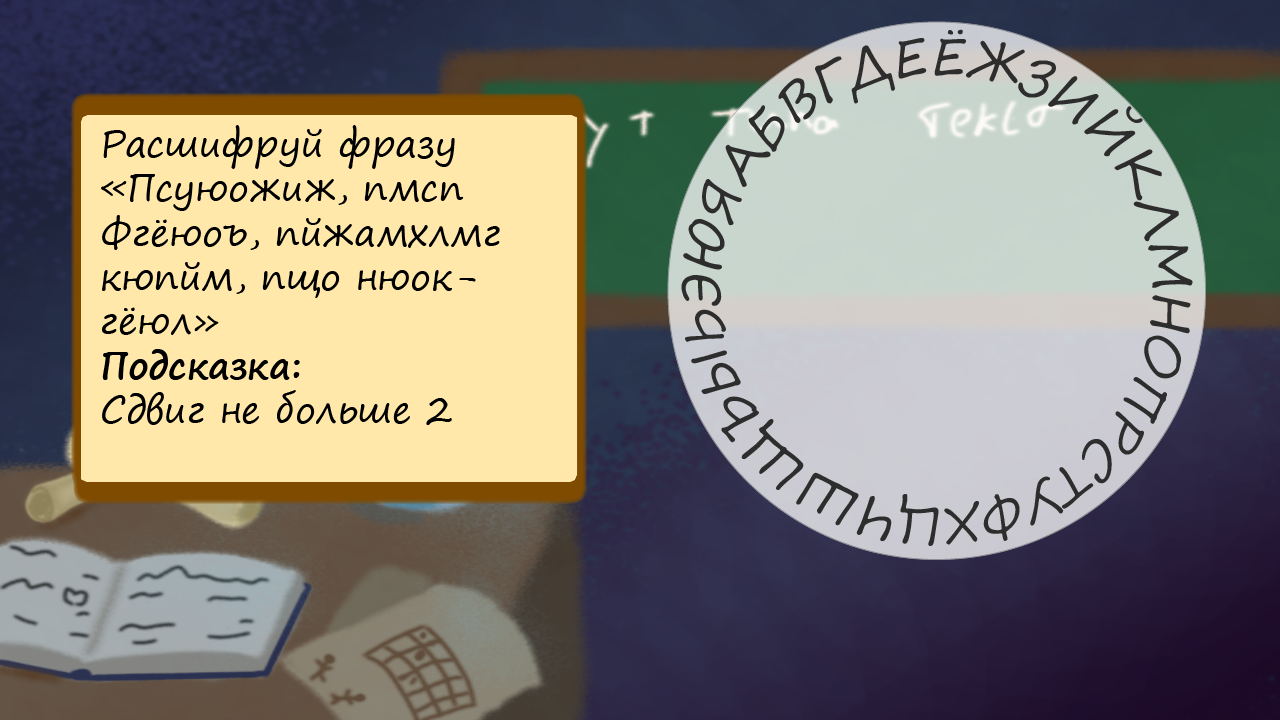 Расшифруй фразу
«Псуюожиж, пмсп
Фгёюоъ, пйжамхлмг
кюпйм, пщо нюок-
гёюл»
Подсказка:
Сдвиг не больше 2
АБВГДЕЁЖЗИЙКЛМНОПРСТУФХЦЧШЩЪЫЬЭЮЯ